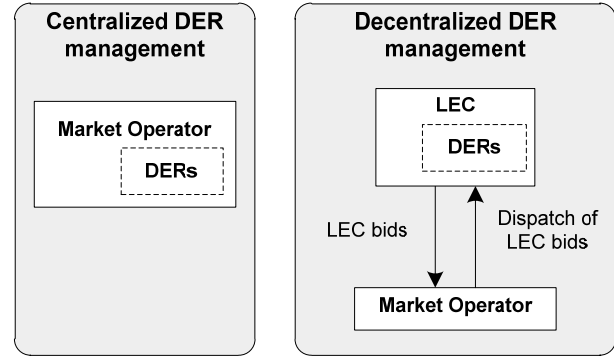 Centralized DER
management
Market Operator
DERs
Decentralized DER
management
LEC
DERs
LEC bids
Dispatch of
LEC bids
Market Operator